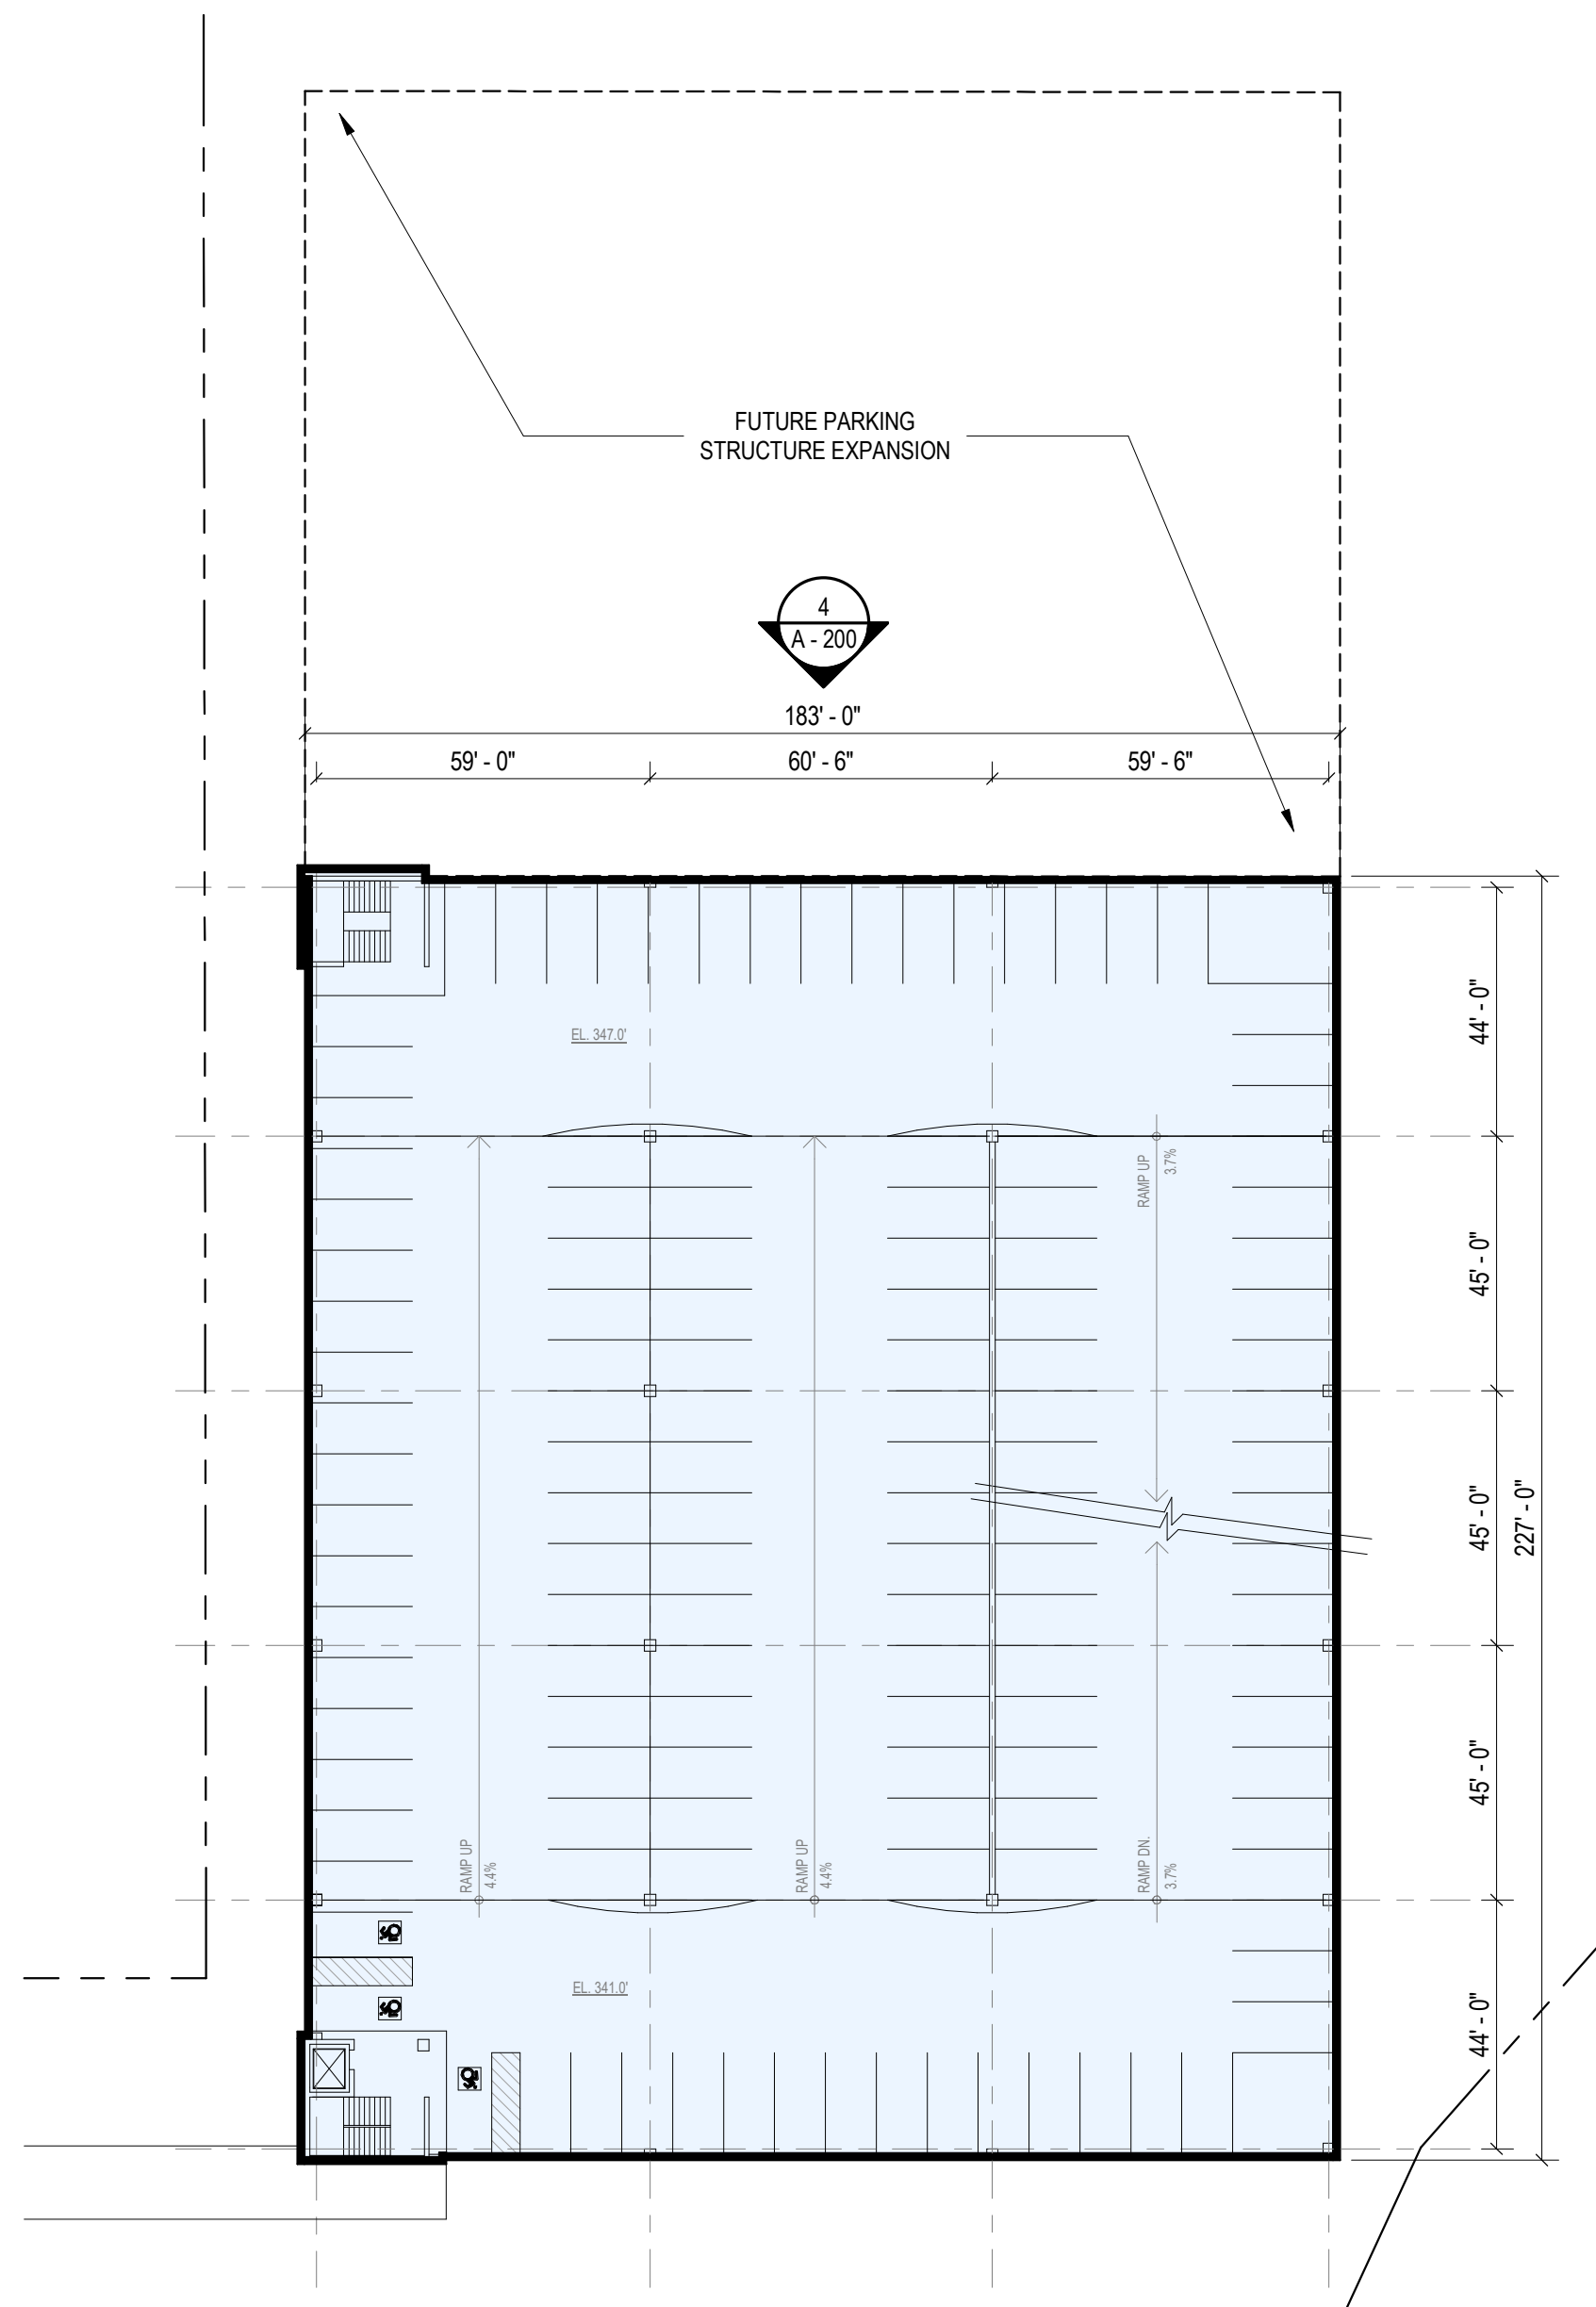 FUTURE PARKING
STRUCTURE EXPANSION
4
A - 200
183' - 0"
59' - 0"
60' - 6"
59' - 6"
44' - 0"
EL. 347.0'
RAMP UP
3.7%
45' - 0"
45' - 0"
227' - 0"
45' - 0"
RAMP UP
4.4%
RAMP UP
4.4%
RAMP DN.
3.7%
EL. 341.0'
44' - 0"